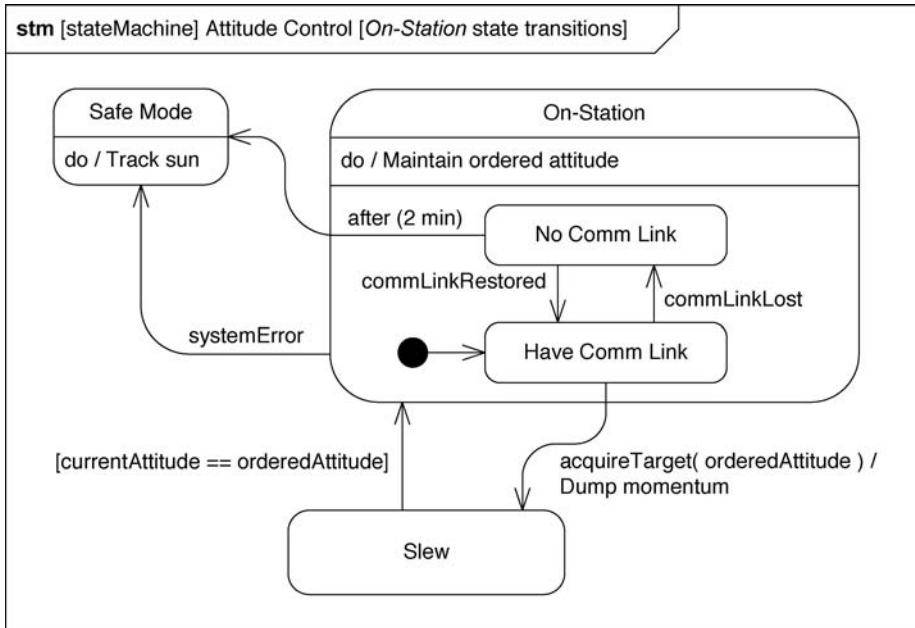 stm [stateMachine] Attitude Control [On-Station state transitions]
Safe Mode
do / Track sun
On-Station
do / Maintain ordered attitude
after (2 min)
No Comm Link
commLinkRestored
commLinkLost
systemError
Have Comm Link
[currentAttitude == orderedAttitude]
acquireTarget( orderedAttitude ) /
Dump momentum
Slew